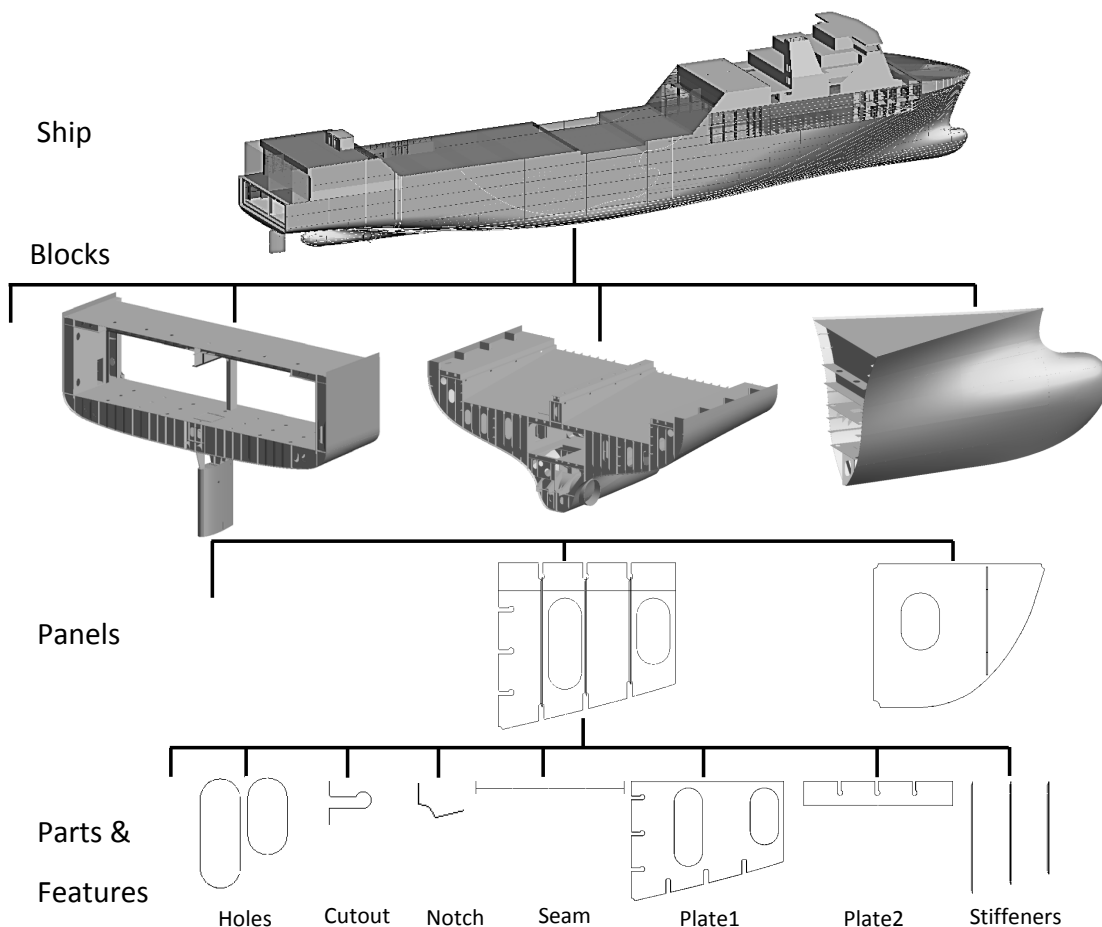 Ship
Blocks
Panels
Parts &
Features
Holes Cutout Notch Seam Plate1 Plate2 Stiffeners